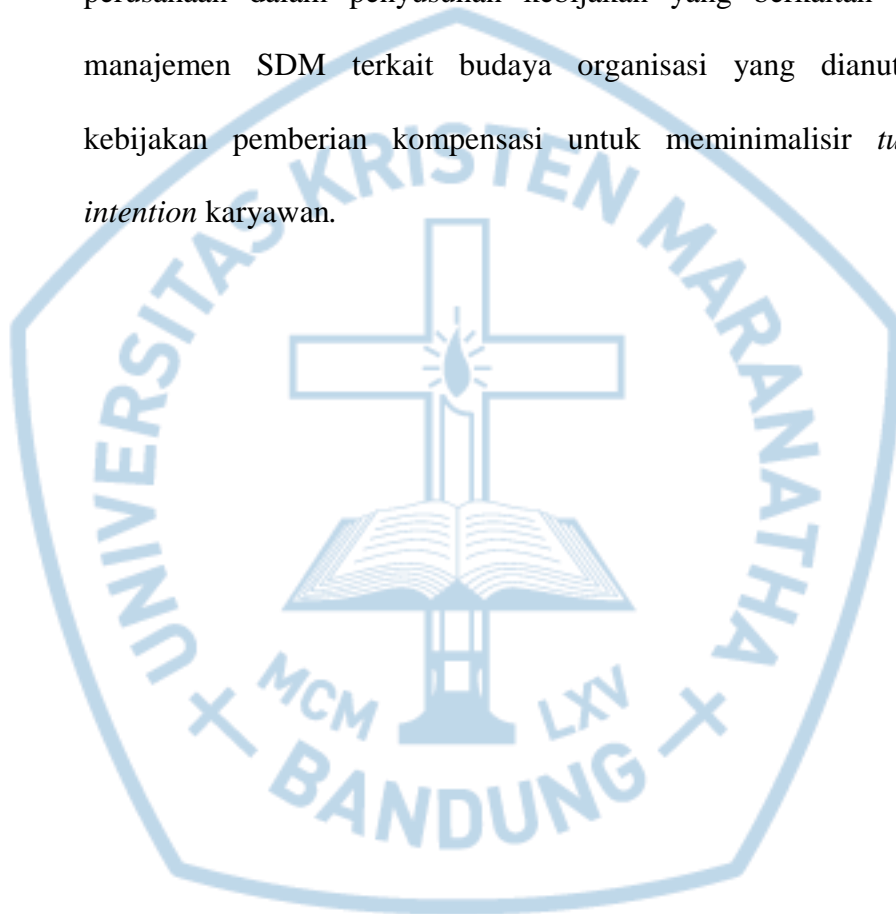 perusahaan dalam penyusunan kebijakan yang berkaitan
manajemen SDM terkait budaya organisasi yang dianut
kebijakan pemberian kompensasi untuk meminimalisir tu
intention karyawan.
UNIVERSITAS KRISTEN MARANATHA
MCM LXV
BANDUNG